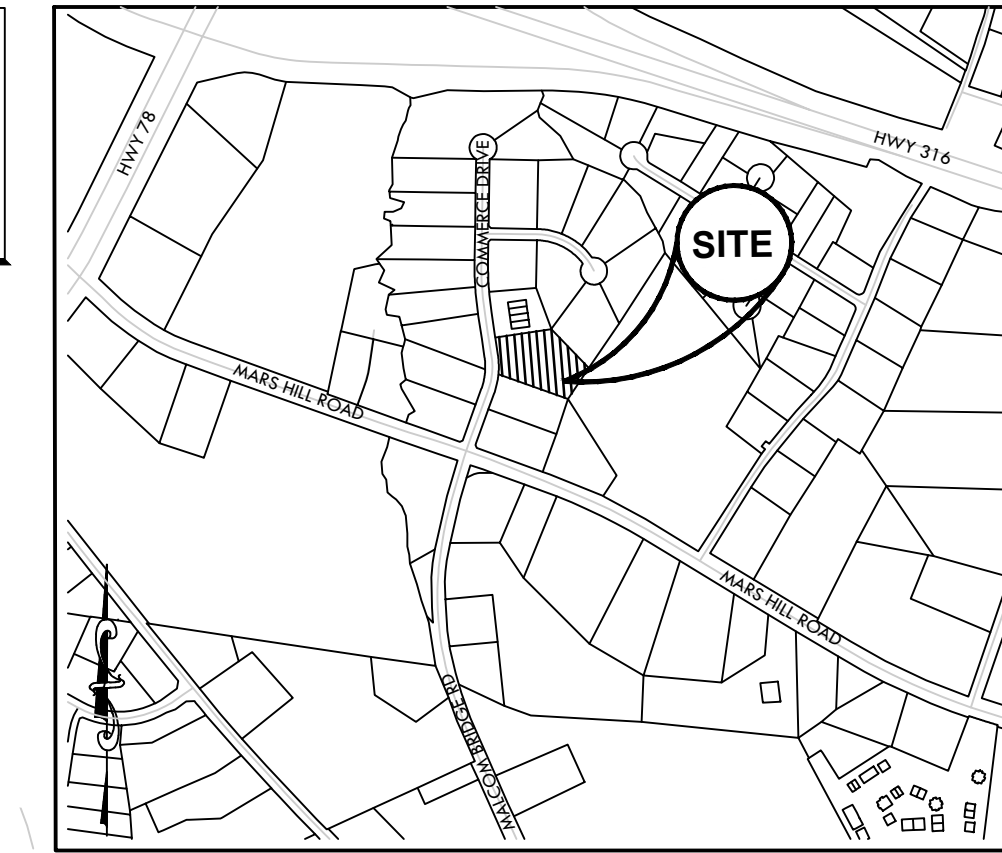 HWY 78
HWY 316
COMMERCE DRIVE
SITE
MARS HILL ROAD
MARS HILL ROAD
MALCOM BRIDGE RD